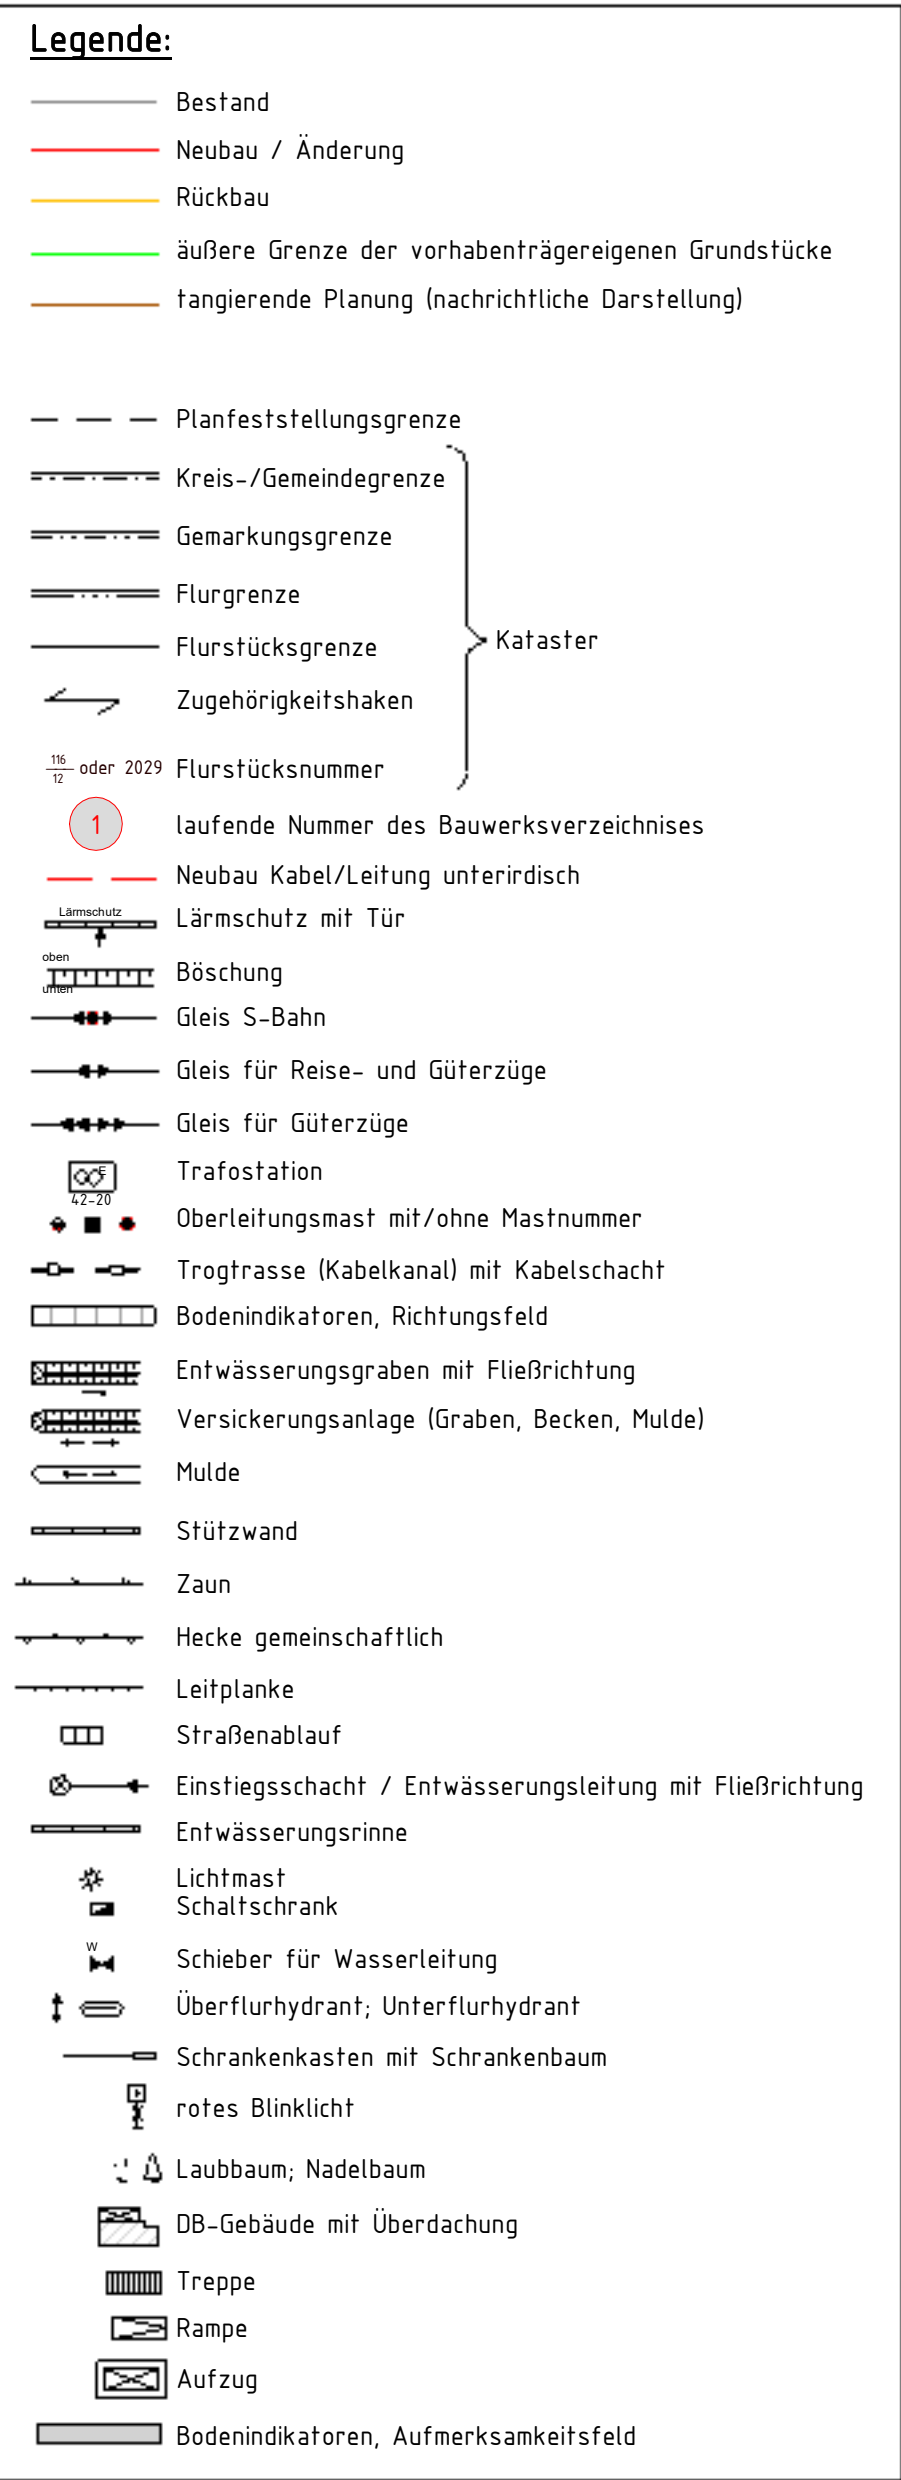 Legende:
Bestand
Neubau / Änderung
Rückbau
äußere Grenze der vorhabenträgereigenen Grundstücke
tangierende Planung (nachrichtliche Darstellung)
Planfeststellungsgrenze
Kreis-/Gemeindegrenze
Gemarkungsgrenze
Flurgrenze
Flurstücksgrenze
Kataster
Zugehörigkeitshaken
116/12 oder 2029 Flurstücksnummer
1 laufende Nummer des Bauwerksverzeichnises
Neubau Kabel/Leitung unterirdisch
Lärmschutz Lärmschutz mit Tür
oben
Böschung
unten
Gleis S-Bahn
Gleis für Reise- und Güterzüge
Gleis für Güterzüge
E Trafostation
42-20
Oberleitungsmast mit/ohne Mastnummer
Trogtrasse (Kabelkanal) mit Kabelschacht
Bodenindikatoren, Richtungsfeld
Entwässerungsgraben mit Fließrichtung
Versickerungsanlage (Graben, Becken, Mulde)
Mulde
Stützwand
Zaun
Hecke gemeinschaftlich
Leitplanke
Straßenablauf
Einstiegsschacht / Entwässerungsleitung mit Fließrichtung
Entwässerungsrinne
Lichtmast
Schaltschrank
W
Schieber für Wasserleitung
Überflurhydrant; Unterflurhydrant
Schrankenkasten mit Schrankenbaum
rotes Blinklicht
Laubbaum; Nadelbaum
DB-Gebäude mit Überdachung
Treppe
Rampe
Aufzug
Bodenindikatoren, Aufmerksamkeitsfeld